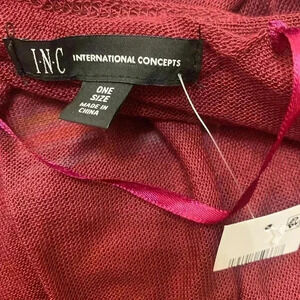 I·N·C INTERNATIONAL CONCEPTS
ONE
SIZE
MADE IN
CHINA